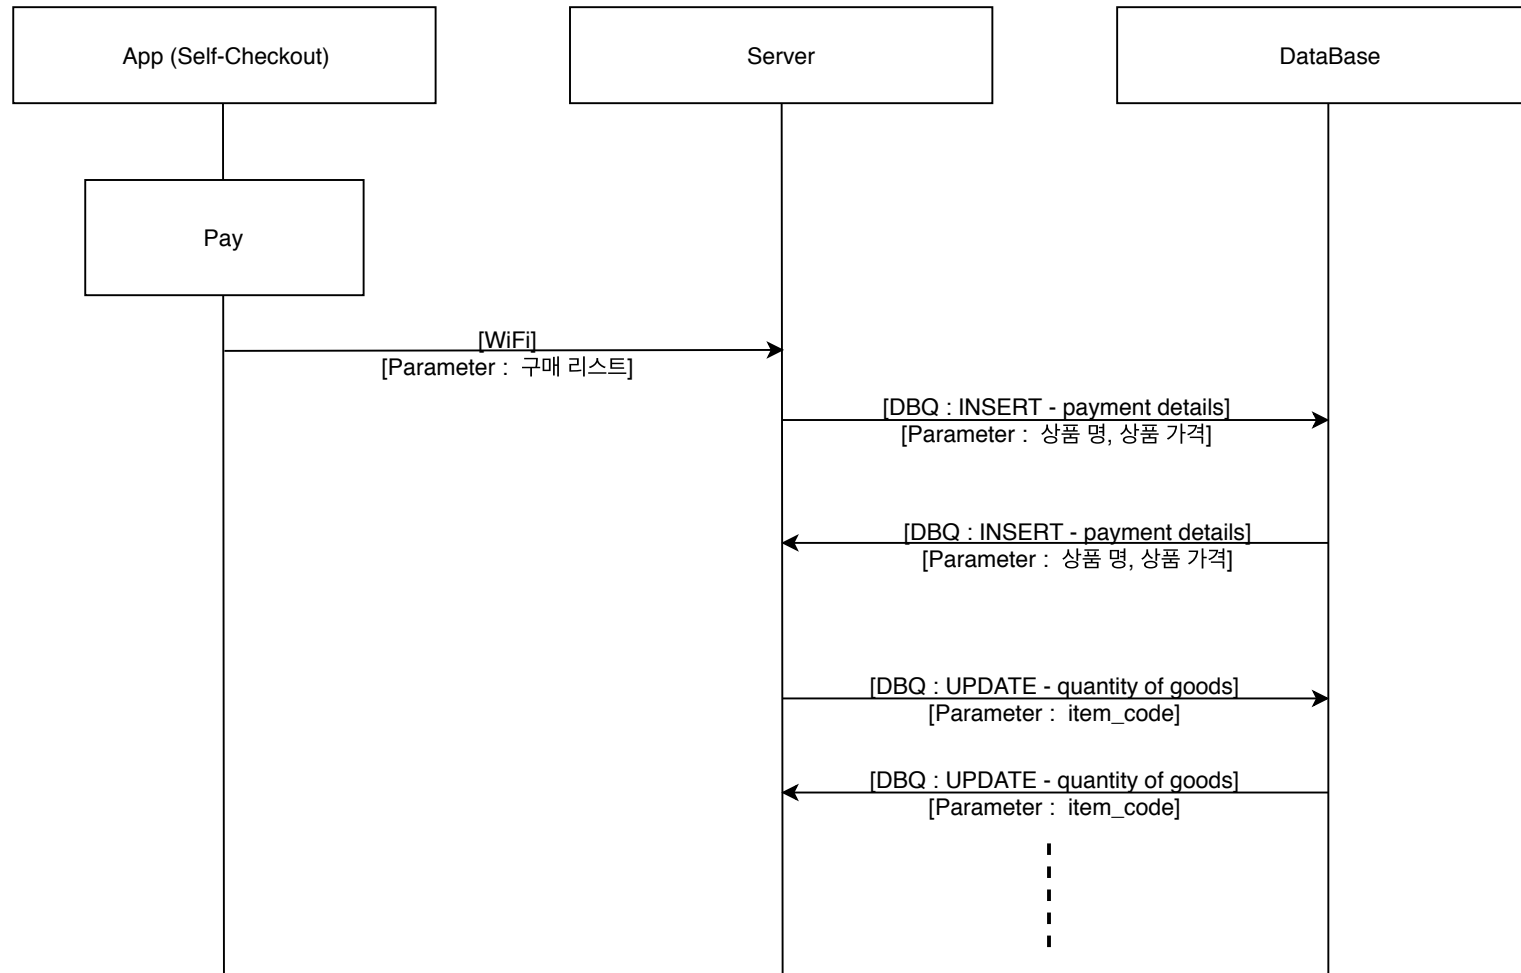 App (Self-Checkout)
Server
DataBase
Pay
[WiFi]
[Parameter :  구매 리스트]
[DBQ : INSERT - payment details]
[Parameter :  상품 명, 상품 가격]
[DBQ : INSERT - payment details]
[Parameter :  상품 명, 상품 가격]
[DBQ : UPDATE - quantity of goods]
[Parameter :  item_code]
[DBQ : UPDATE - quantity of goods]
[Parameter :  item_code]